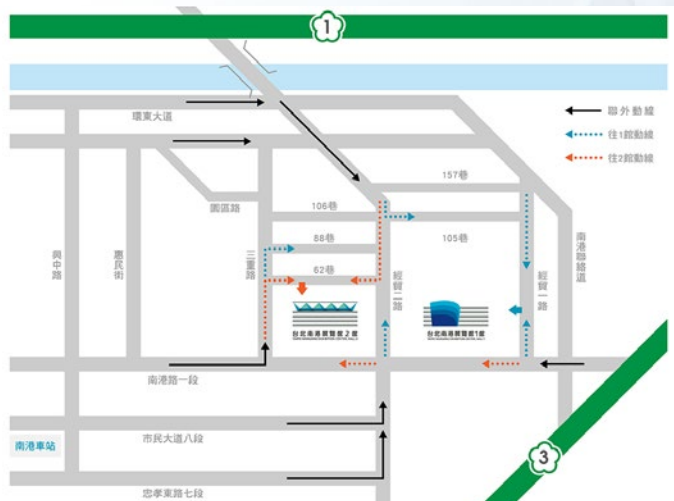 1
環東大道
聯外動線
往1館動線
往2館動線
157巷
園區路
106巷
105巷
88巷
62巷
興中路
惠民街
三重路
經貿二路
經貿一路
南港聯絡道
台北南港展覽館2館
台北南港展覽館1館
南港路一段
市民大道八段
南港車站
忠孝東路七段
3